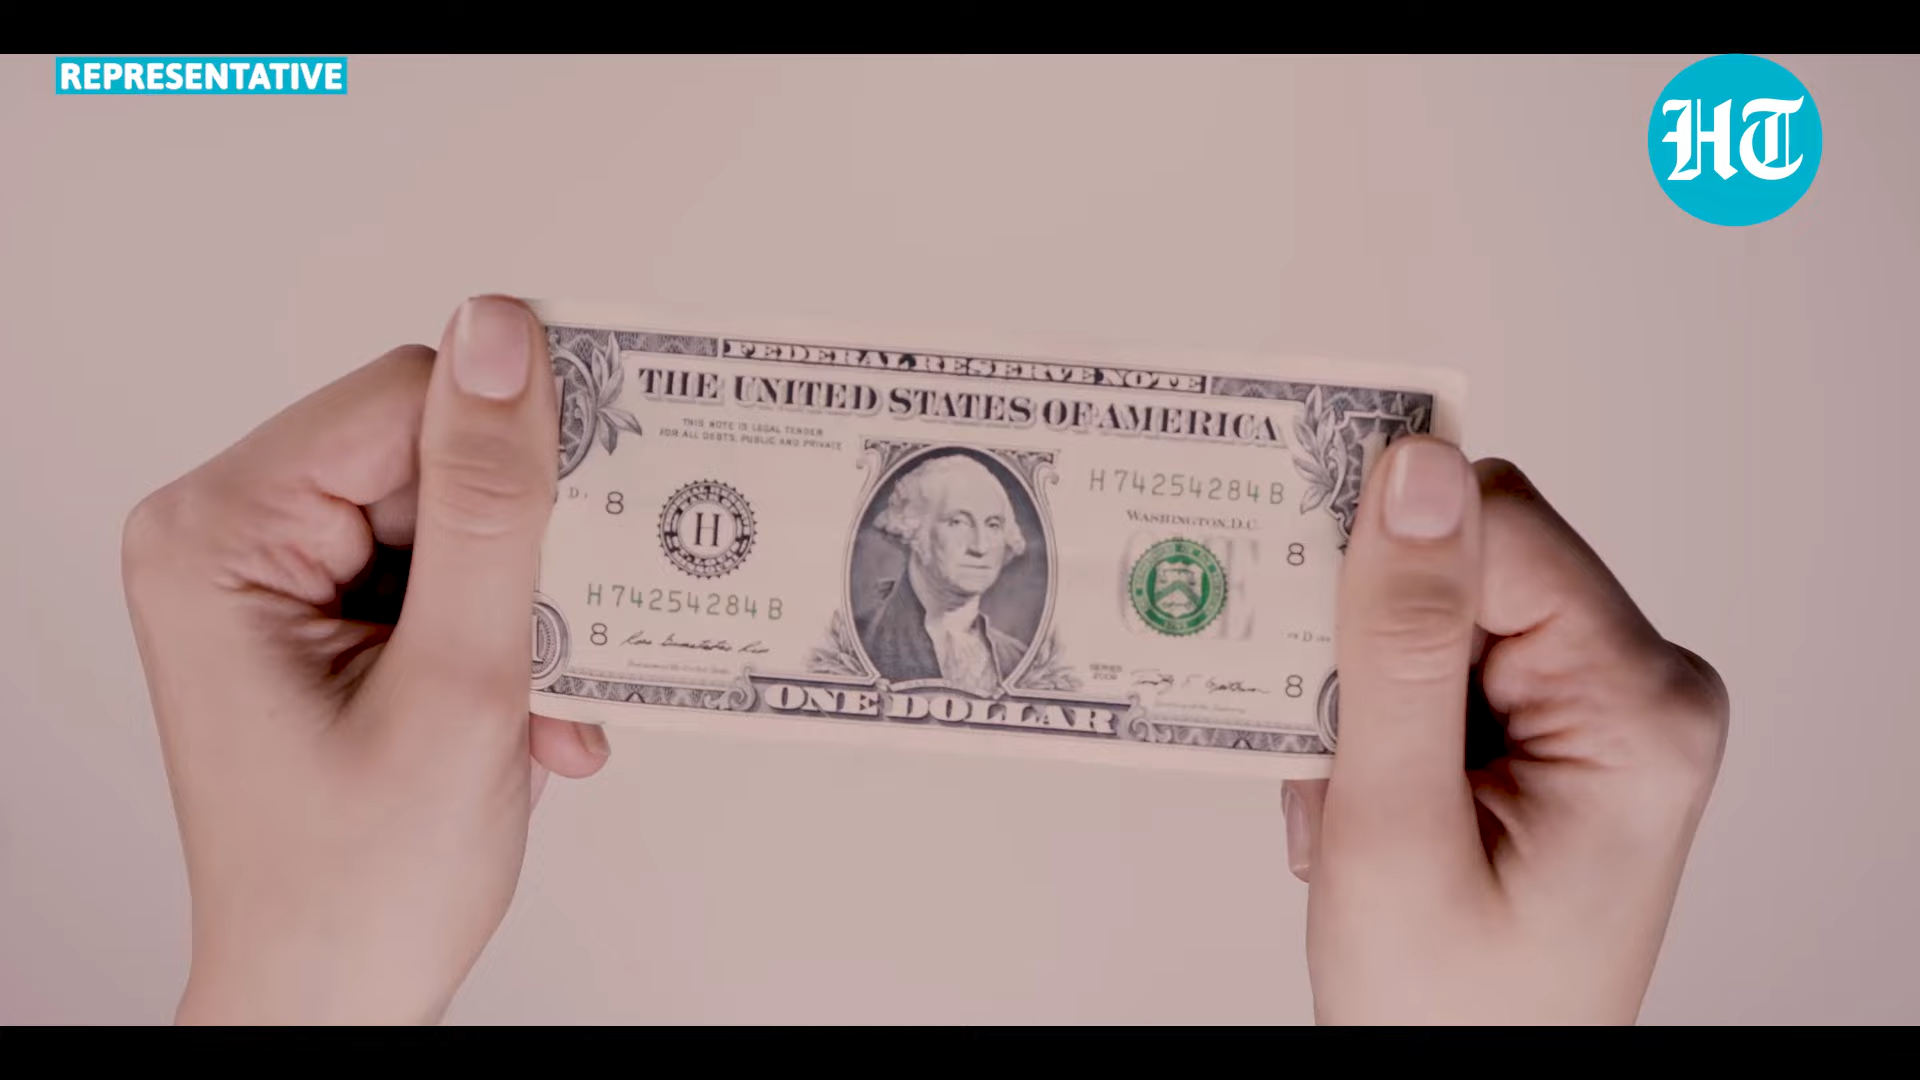 REPRESENTATIVE
HT
FEDERAL RESERVE NOTE
THE UNITED STATES OF AMERICA
THIS NOTE IS LEGAL TENDER
FOR ALL DEBTS, PUBLIC AND PRIVATE
H 74254284 B
8
H
WASHINGTON, D.C.
8
H 74254284 B
8
SERIES
8
ONE DOLLAR